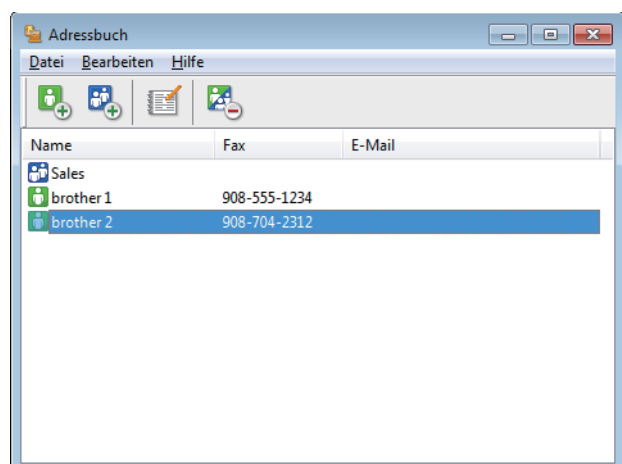 Adressbuch
Datei Bearbeiten Hilfe
Name Fax E-Mail
Sales
brother 1 908-555-1234
brother 2 908-704-2312